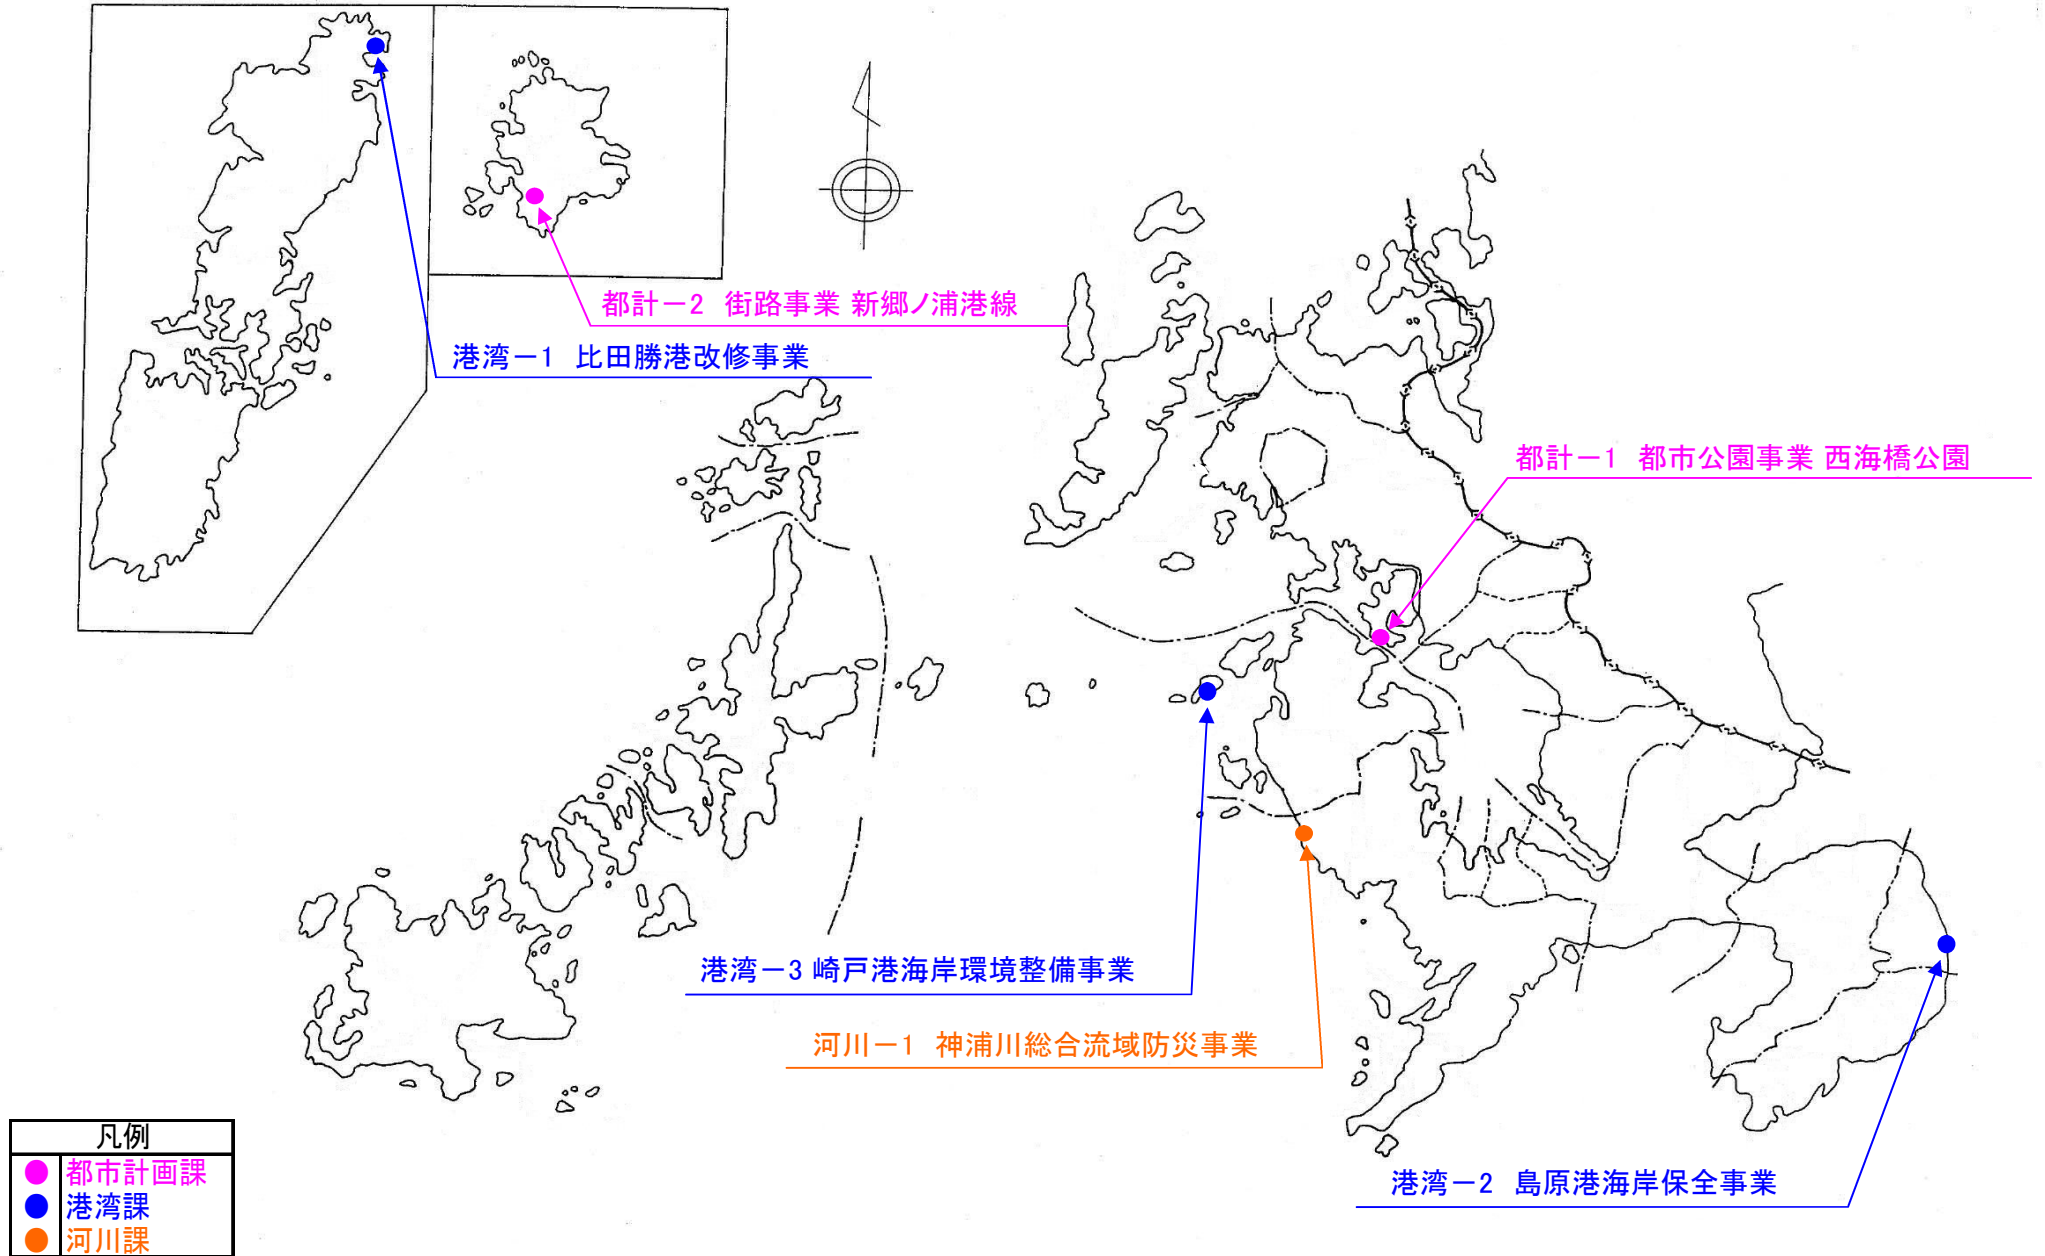 都計－2 街路事業 新郷ノ浦港線
港湾－1 比田勝港改修事業
都計－1 都市公園事業 西海橋公園
港湾－3 崎戸港海岸環境整備事業
河川－1 神浦川総合流域防災事業
港湾－2 島原港海岸保全事業
凡例
都市計画課
港湾課
河川課